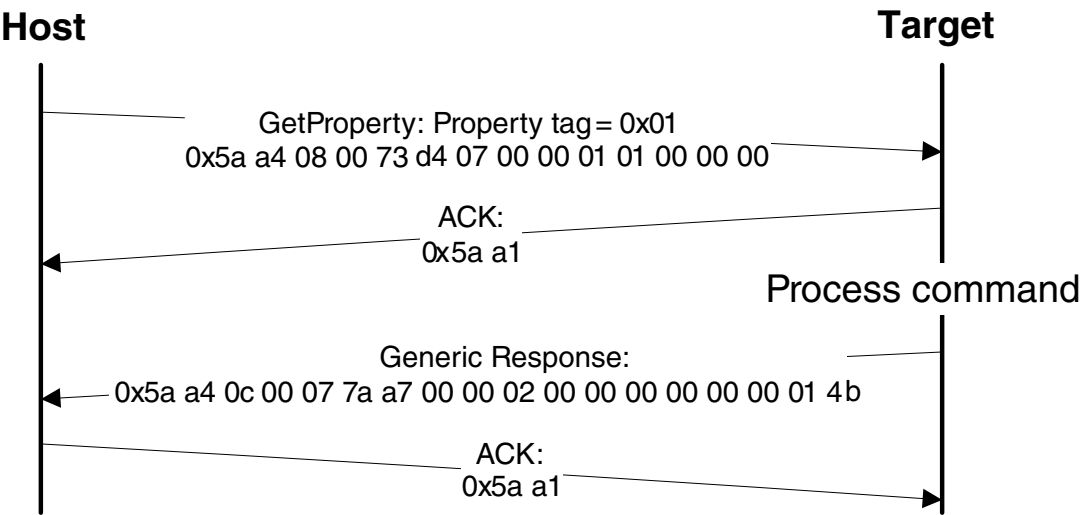 Host
Target
GetProperty: Property tag = 0x01
0x5a a4 08 00 73 d4 07 00 00 01 01 00 00 00
ACK:
0x5a a1
Process command
Generic Response:
0x5a a4 0c 00 07 7a a7 00 00 02 00 00 00 00 00 00 01 4b
ACK:
0x5a a1